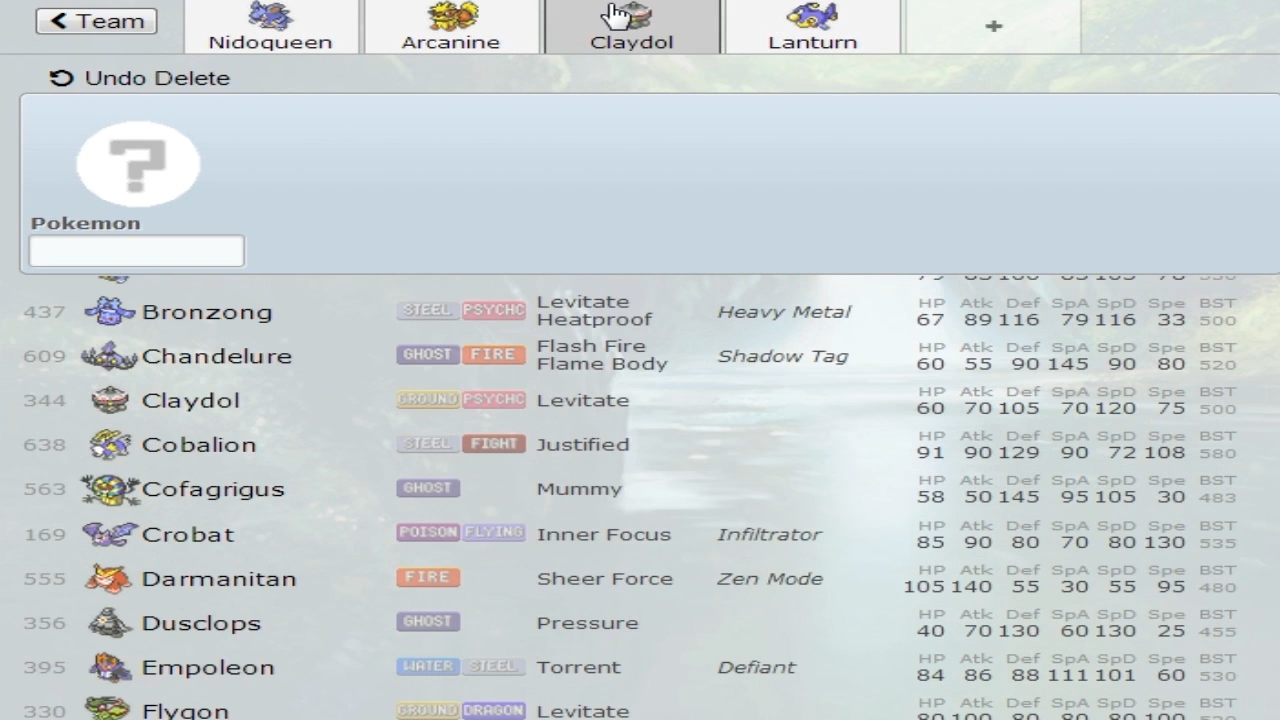 Team
Nidoqueen
Arcanine
Claydol
Lanturn
+
Undo Delete
?
Pokemon
437 Bronzong STEEL PSYCHC Levitate Heatproof Heavy Metal HP 67 Atk 89 Def 116 SpA 79 SpD 116 Spe 33 BST 500
609 Chandelure GHOST FIRE Flash Fire Flame Body Shadow Tag HP 60 Atk 55 Def 90 SpA 145 SpD 90 Spe 80 BST 520
344 Claydol GROUND PSYCHC Levitate HP 60 Atk 70 Def 105 SpA 70 SpD 120 Spe 75 BST 500
638 Cobalion STEEL FIGHT Justified HP 91 Atk 90 Def 129 SpA 90 SpD 72 Spe 108 BST 580
563 Cofagrigus GHOST Mummy HP 58 Atk 50 Def 145 SpA 95 SpD 105 Spe 30 BST 483
169 Crobat POISON FLYING Inner Focus Infiltrator HP 85 Atk 90 Def 80 SpA 70 SpD 80 Spe 130 BST 535
555 Darmanitan FIRE Sheer Force Zen Mode HP 105 Atk 140 Def 55 SpA 30 SpD 55 Spe 95 BST 480
356 Dusclops GHOST Pressure HP 40 Atk 70 Def 130 SpA 60 SpD 130 Spe 25 BST 455
395 Empoleon WATER STEEL Torrent Defiant HP 84 Atk 86 Def 88 SpA 111 SpD 101 Spe 60 BST 530
330 Flygon GROUND DRAGON Levitate HP Atk Def SpA SpD Spe BST